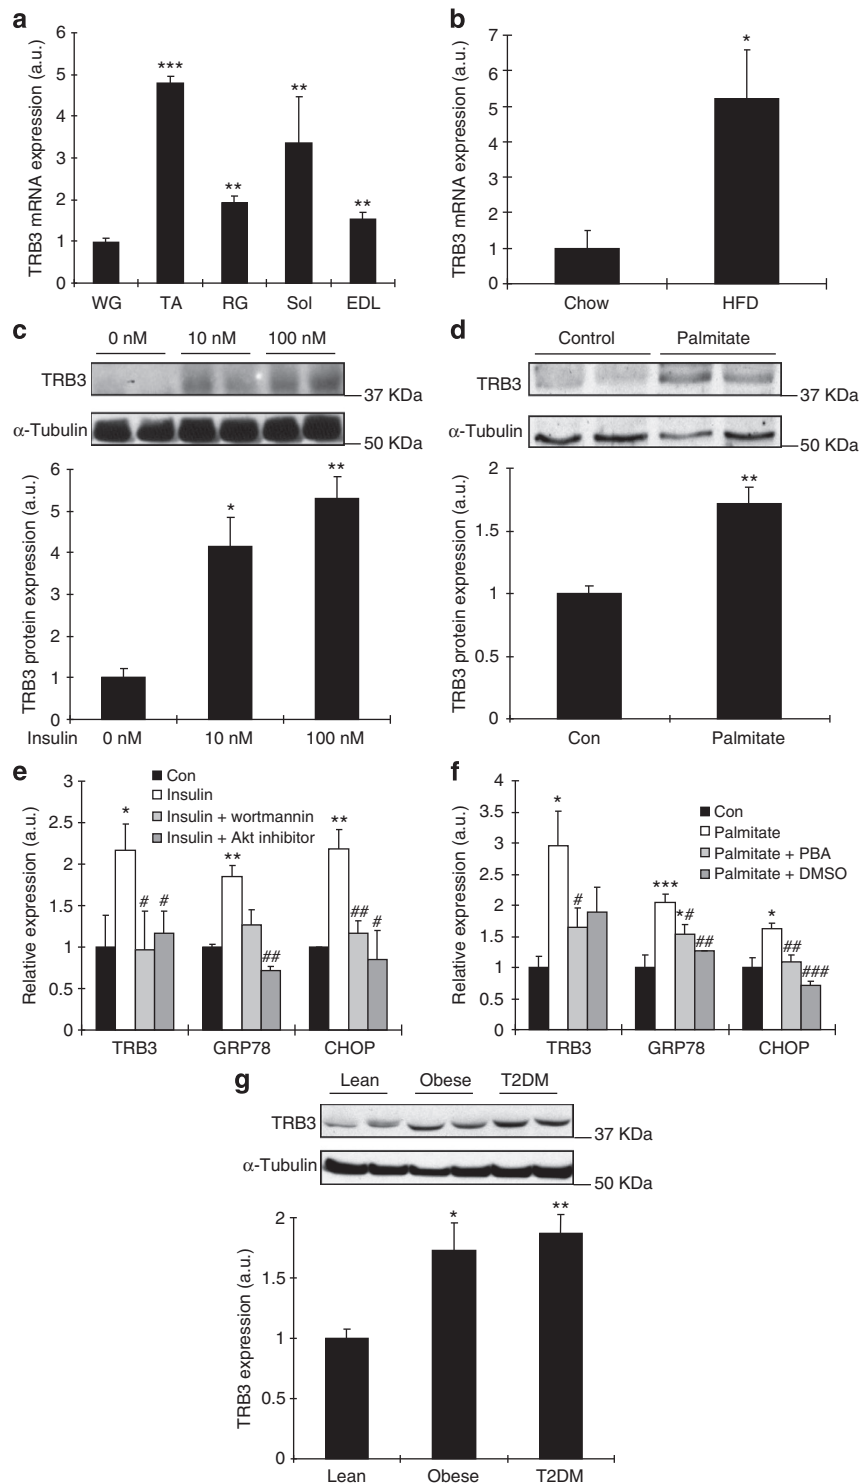 a
TRB3 mRNA expression (a.u.)
6
5
4
3
2
1
0
***
**
**
**
WG TA RG Sol EDL
b
TRB3 mRNA expression (a.u.)
7
6
5
4
3
2
1
0
*
Chow HFD
c
0 nM 10 nM 100 nM
TRB3
37 KDa
α-Tubulin
50 KDa
TRB3 protein expression (a.u.)
6
5
4
3
2
1
0
*
**
Insulin 0 nM 10 nM 100 nM
d
Control Palmitate
TRB3
37 KDa
α-Tubulin
50 KDa
TRB3 protein expression (a.u.)
2
1.5
1
0.5
0
**
Con Palmitate
e
Con
Insulin
Insulin + wortmannin
Insulin + Akt inhibitor
Relative expression (a.u.)
3
2.5
2
1.5
1
0.5
0
*
# #
**
##
**
##
#
TRB3 GRP78 CHOP
f
Con
Palmitate
Palmitate + PBA
Palmitate + DMSO
Relative expression (a.u.)
4
3.5
3
2.5
2
1.5
1
0.5
0
*
#
***
*#
##
*
##
###
TRB3 GRP78 CHOP
g
Lean Obese T2DM
TRB3
37 KDa
α-Tubulin
50 KDa
TRB3 expression (a.u.)
2
1.5
1
0.5
0
*
**
Lean Obese T2DM